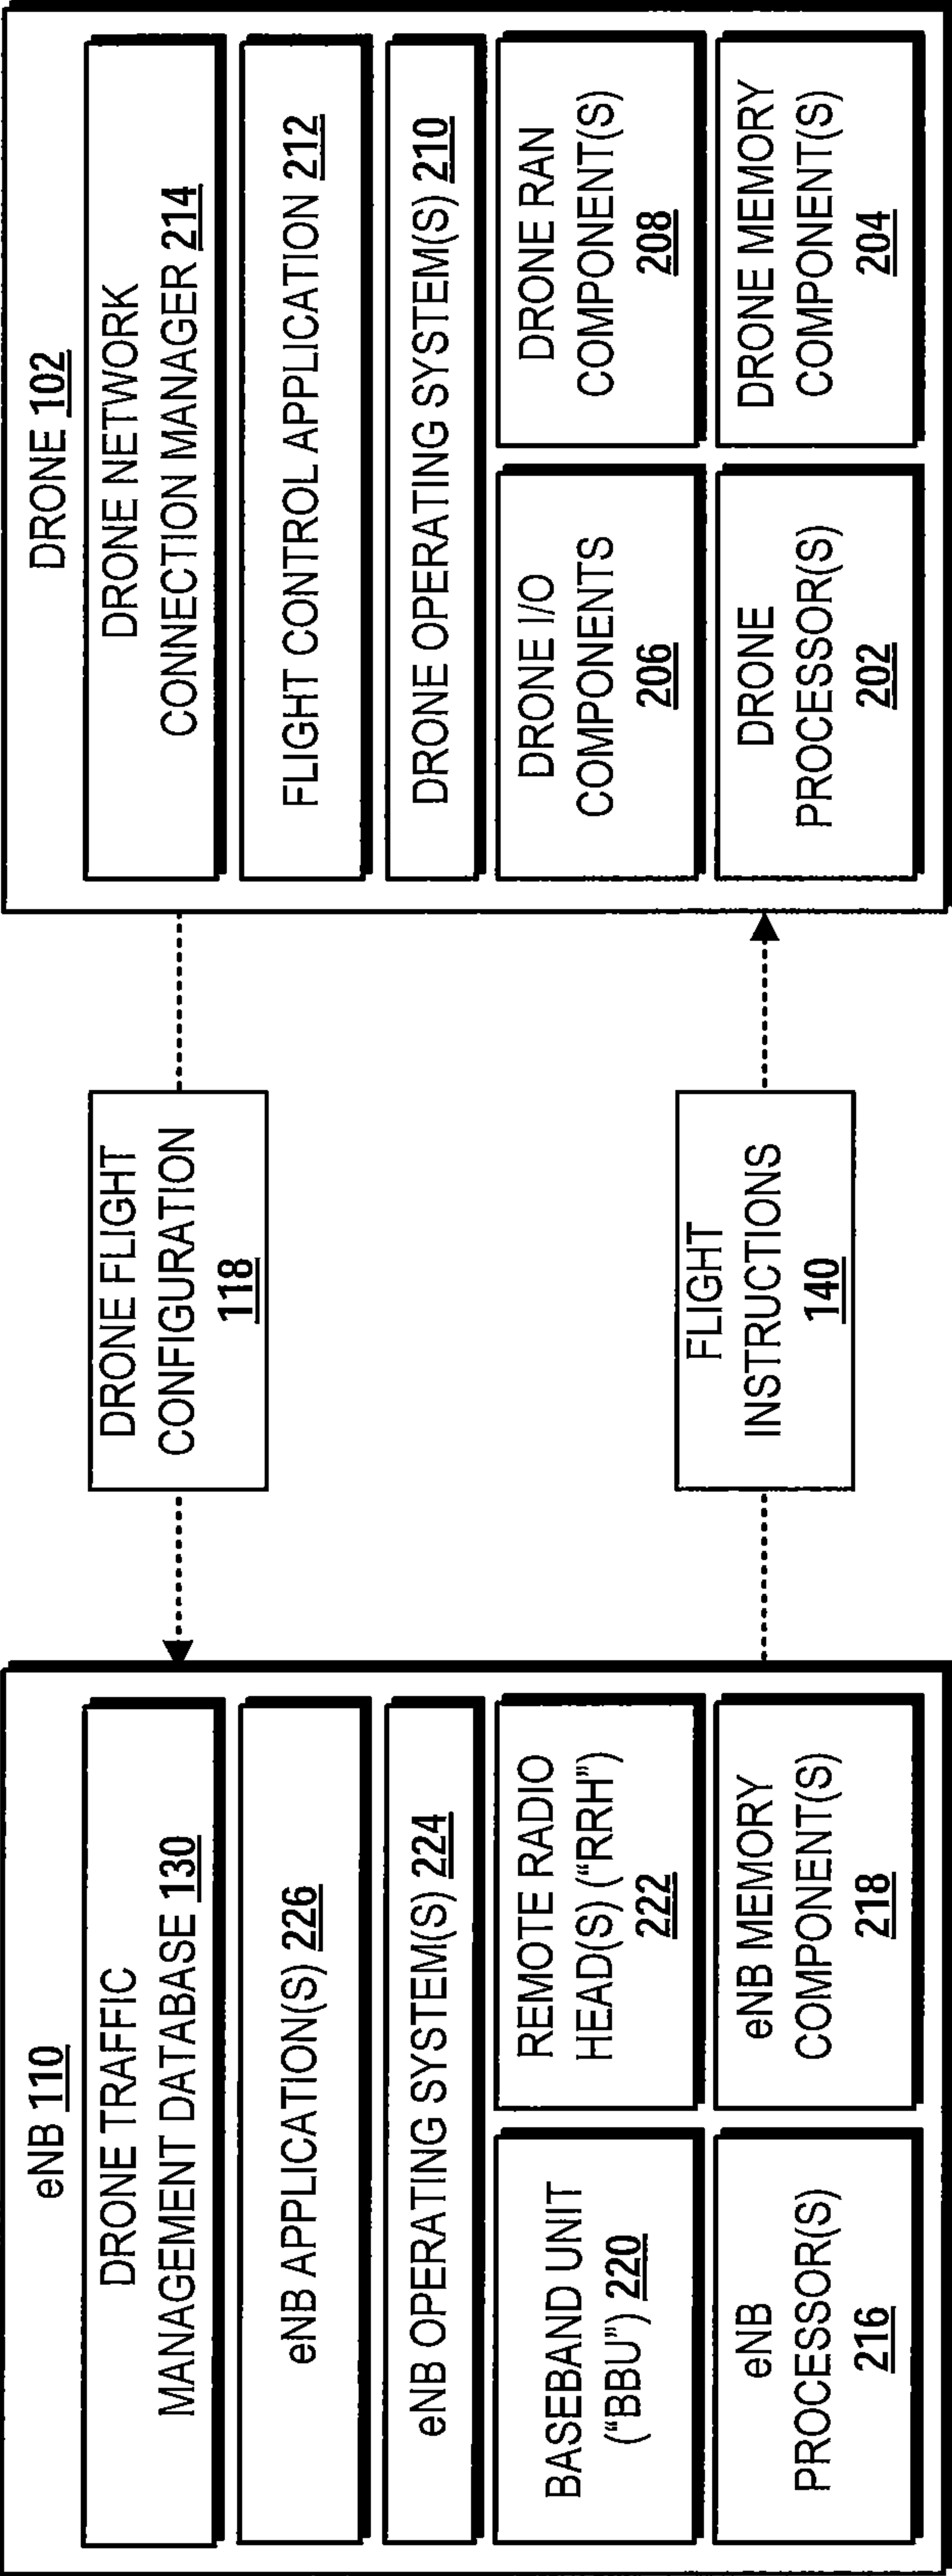 eNB 110
DRONE TRAFFIC
MANAGEMENT DATABASE 130
eNB APPLICATION(S) 226
eNB OPERATING SYSTEM(S) 224
BASEBAND UNIT
("BBU") 220
REMOTE RADIO
HEAD(S) ("RRH")
222
eNB
PROCESSOR(S)
216
eNB MEMORY
COMPONENT(S)
218
DRONE FLIGHT
CONFIGURATION
118
FLIGHT
INSTRUCTIONS
140
DRONE 102
DRONE NETWORK
CONNECTION MANAGER 214
FLIGHT CONTROL APPLICATION 212
DRONE OPERATING SYSTEM(S) 210
DRONE I/O
COMPONENTS
206
DRONE RAN
COMPONENT(S)
208
DRONE
PROCESSOR(S)
202
DRONE MEMORY
COMPONENT(S)
204